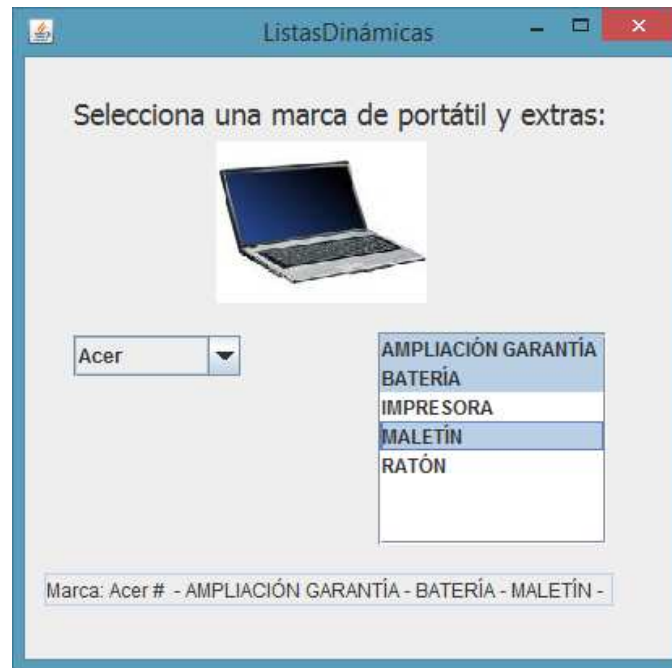 ListasDinámicas
Selecciona una marca de portátil y extras:
Acer
AMPLIACIÓN GARANTÍA
BATERÍA
IMPRESORA
MALETÍN
RATÓN
Marca: Acer # - AMPLIACIÓN GARANTÍA - BATERÍA - MALETÍN -